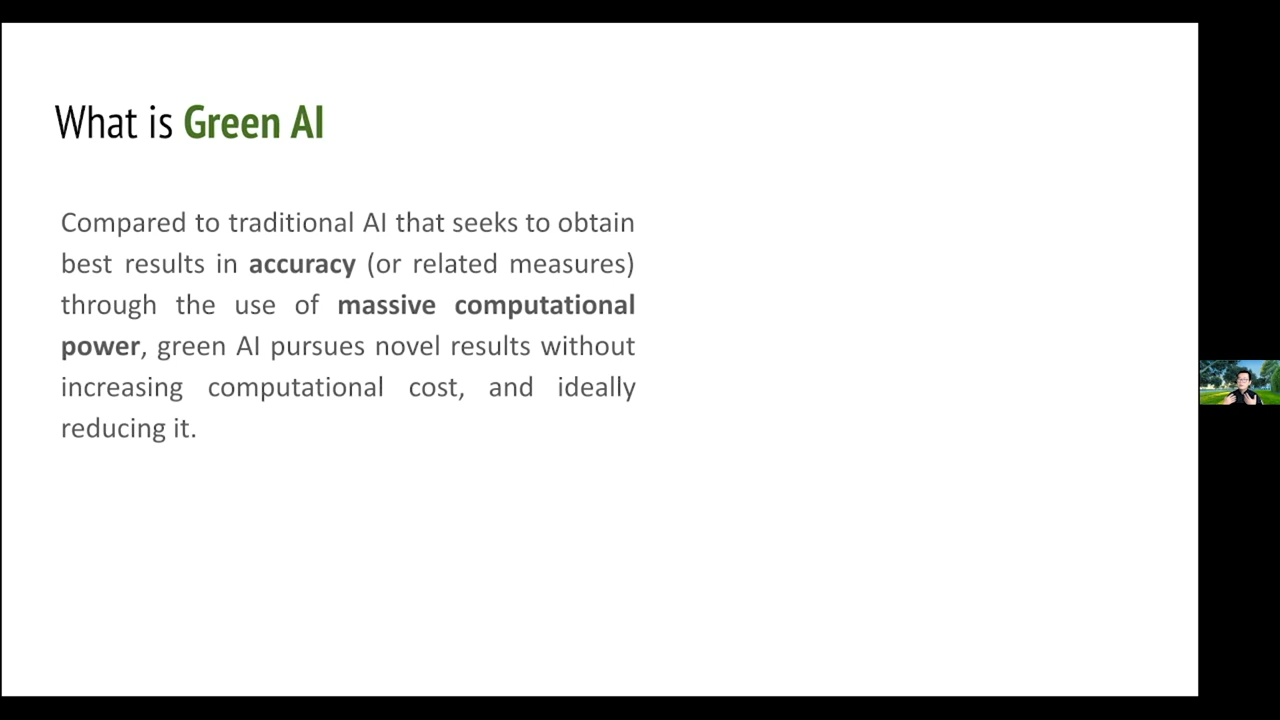 What is Green AI
Compared to traditional AI that seeks to obtain
best results in accuracy (or related measures)
through the use of massive computational
power, green AI pursues novel results without
increasing computational cost, and ideally
reducing it.